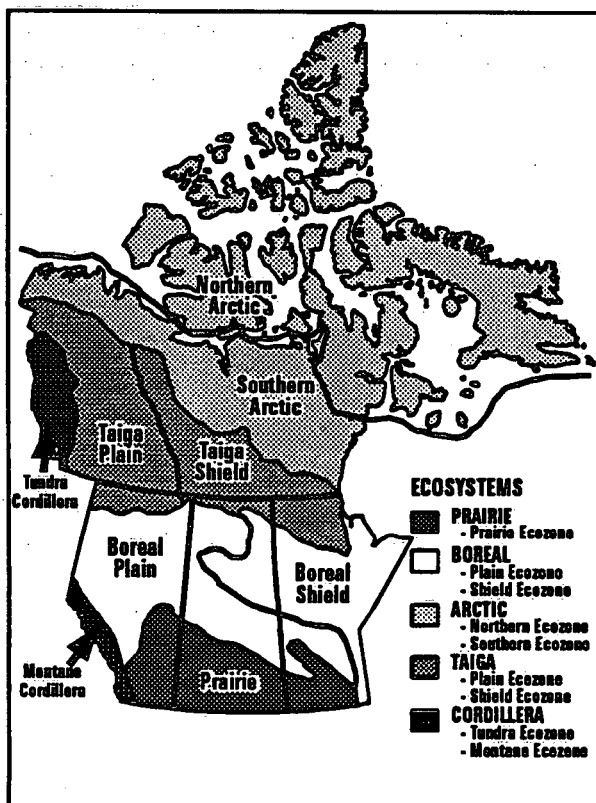 Northern
Arctic
Southern
Arctic
Taiga
Plain
Taiga
Shield
Tundra
Cordillera
Boreal
Plain
Boreal
Shield
Montane
Cordillera
Prairie
ECOSYSTEMS
PRAIRIE
- Prairie Ecozone
BOREAL
- Plain Ecozone
- Shield Ecozone
ARCTIC
- Northern Ecozone
- Southern Ecozone
TAIGA
- Plain Ecozone
- Shield Ecozone
CORDILLERA
- Tundra Ecozone
- Montane Ecozone